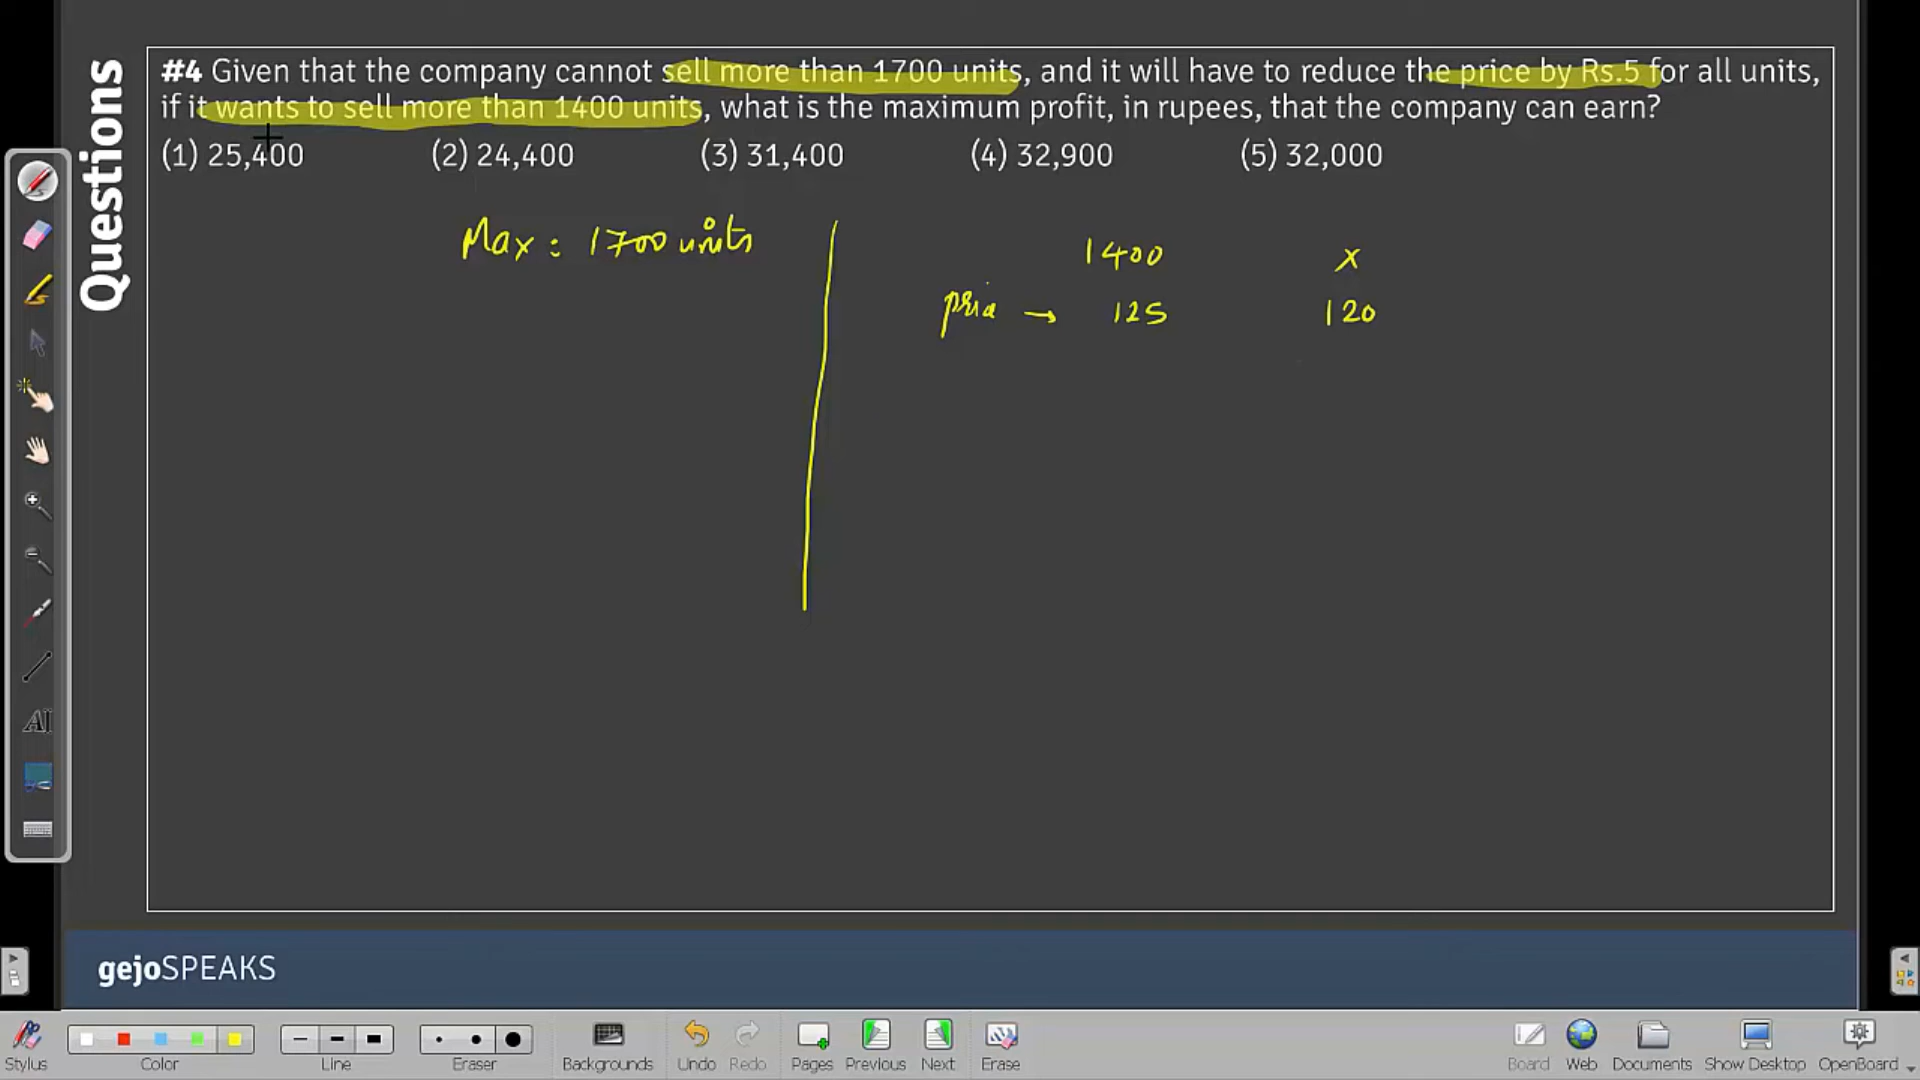 Questions
#4 Given that the company cannot sell more than 1700 units, and it will have to reduce the price by Rs.5 for all units,
if it wants to sell more than 1400 units, what is the maximum profit, in rupees, that the company can earn?
(1) 25,400 (2) 24,400 (3) 31,400 (4) 32,900 (5) 32,000
Max : 1700 units
1400 x
price → 125 120
gejoSPEAKS
Stylus Color Line Eraser Backgrounds Undo Redo Pages Previous Next Erase Board Web Documents Show Desktop OpenBoard